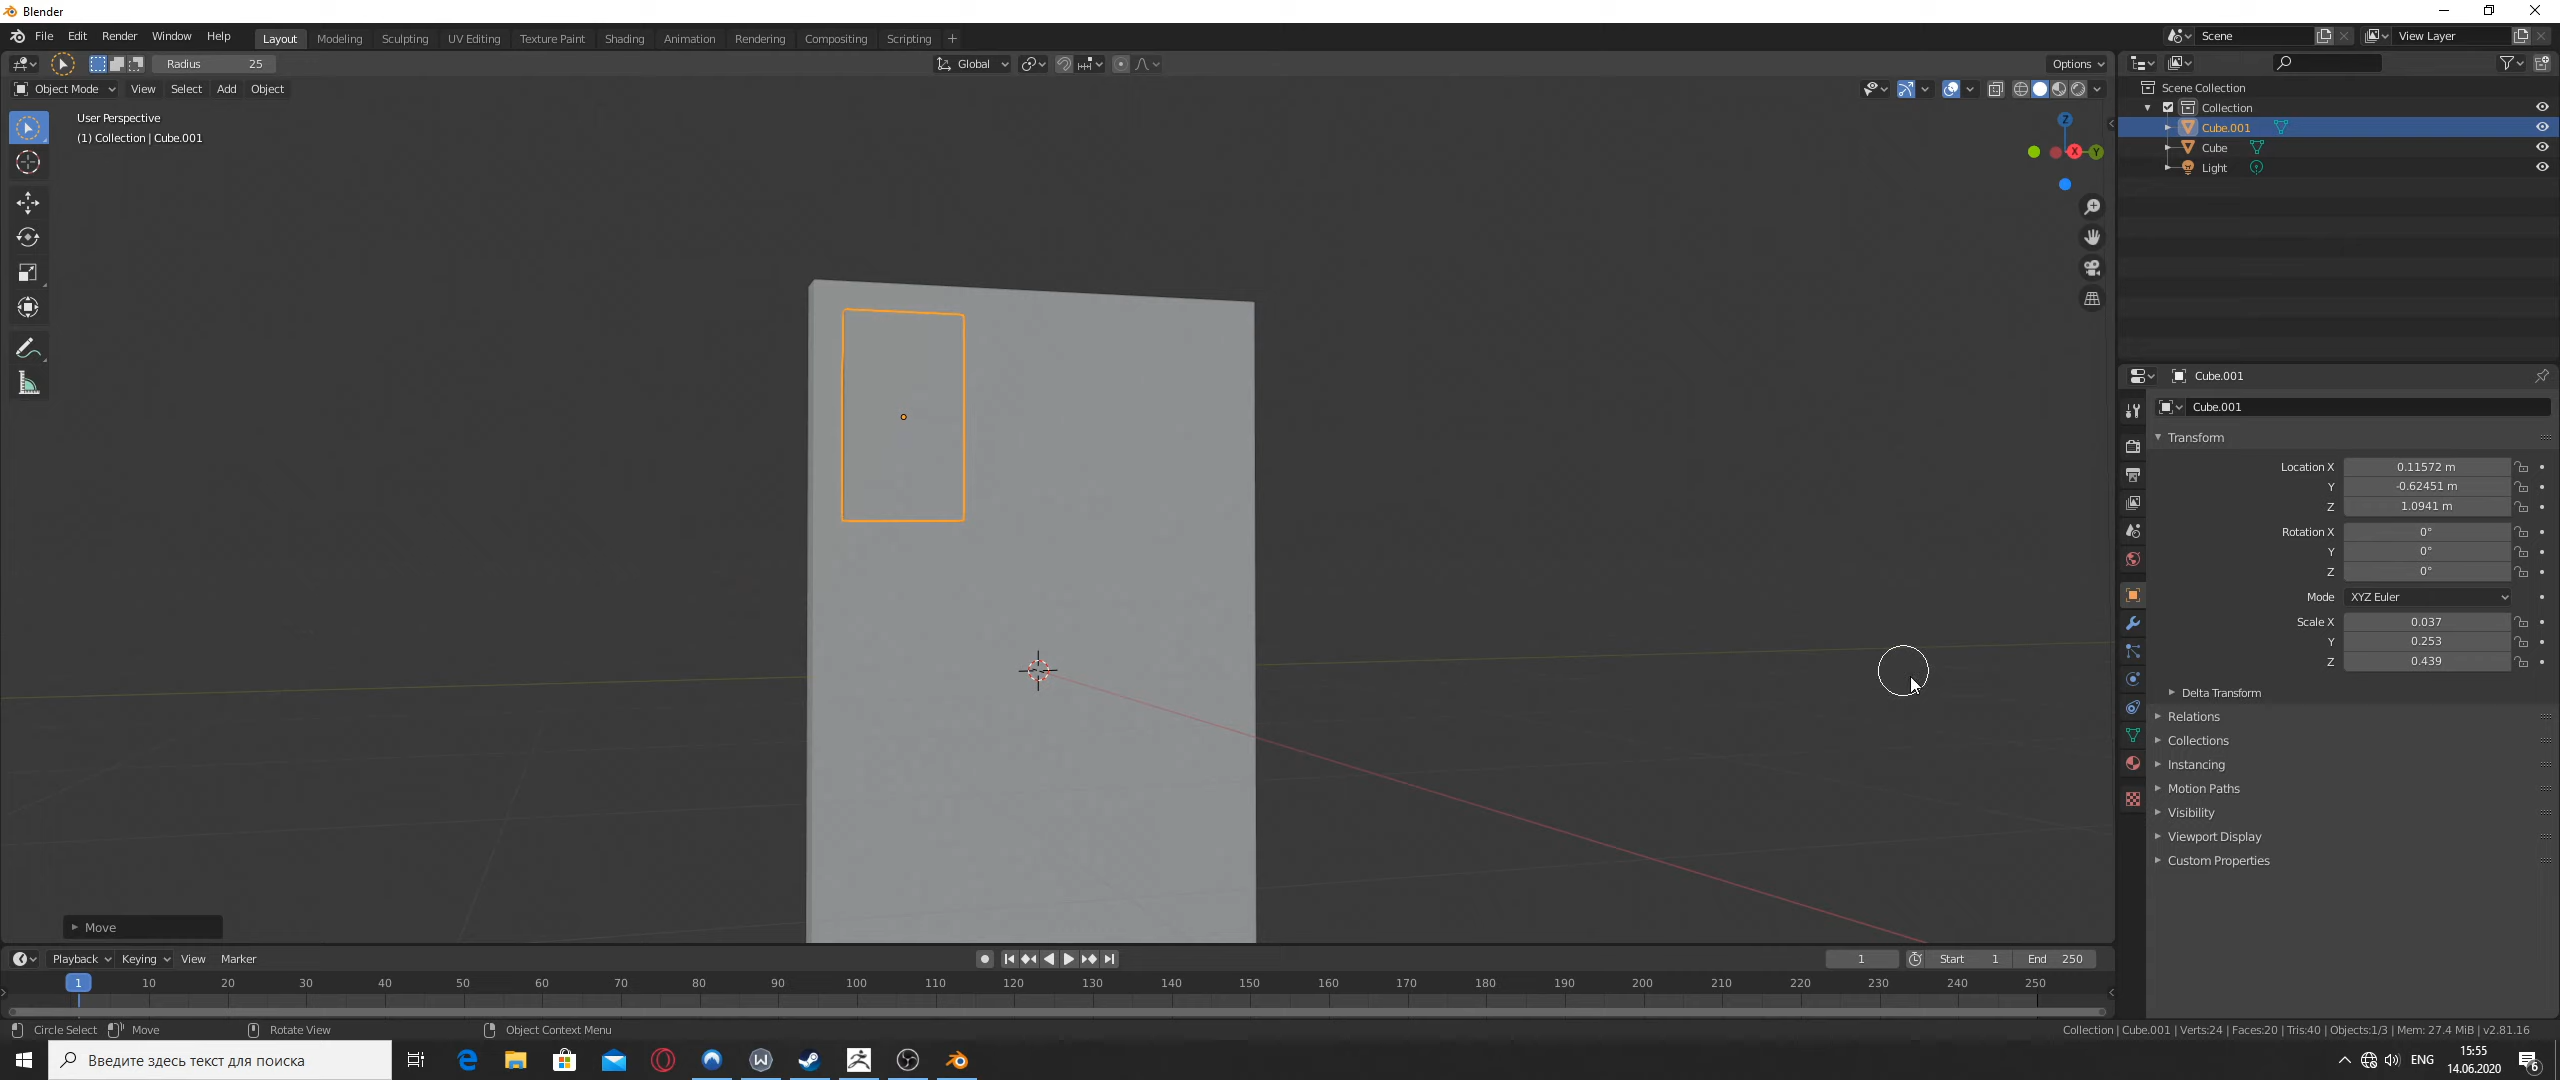 Blender
File Edit Render Window Help Layout Modeling Sculpting UV Editing Texture Paint Shading Animation Rendering Compositing Scripting + Scene View Layer
Radius 25 Global Options
Object Mode View Select Add Object
User Perspective
(1) Collection | Cube.001
Z
X Y
Scene Collection
Collection
Cube.001
Cube
Light
Cube.001
Cube.001
Transform
Location X 0.11572 m
Y -0.62451 m
Z 1.0941 m
Rotation X 0°
Y 0°
Z 0°
Mode XYZ Euler
Scale X 0.037
Y 0.253
Z 0.439
Delta Transform
Relations
Collections
Instancing
Motion Paths
Visibility
Viewport Display
Custom Properties
Move
Playback Keying View Marker 1 Start 1 End 250
1 10 20 30 40 50 60 70 80 90 100 110 120 130 140 150 160 170 180 190 200 210 220 230 240 250
Circle Select Move Rotate View Object Context Menu Collection | Cube.001 | Verts:24 | Faces:20 | Tris:40 | Objects:1/3 | Mem: 27.4 MiB | v2.81.16
Введите здесь текст для поиска ENG 15:55
14.06.2020 6